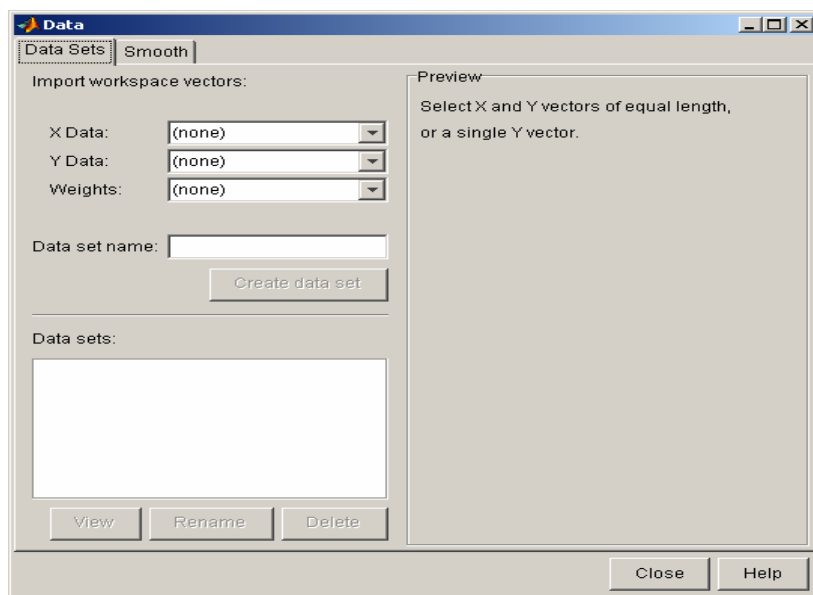 Data
Data Sets Smooth
Import workspace vectors:
X Data: (none)
Y Data: (none)
Weights: (none)
Data set name:
Create data set
Data sets:
View Rename Delete
Preview
Select X and Y vectors of equal length,
or a single Y vector.
Close Help